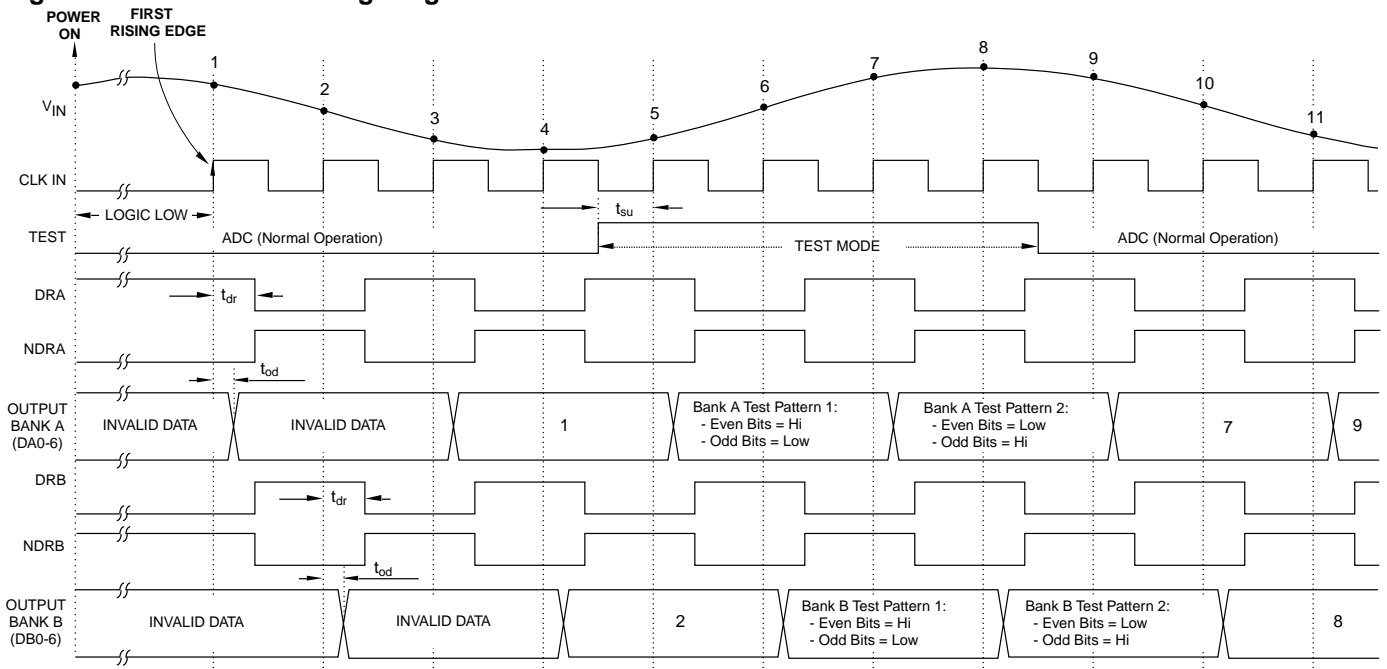 POWER ON
FIRST RISING EDGE
1
2
3
4
5
6
7
8
9
10
11
VIN
CLK IN
LOGIC LOW
tsu
TEST
ADC (Normal Operation)
TEST MODE
ADC (Normal Operation)
DRA
tdr
NDRA
tod
OUTPUT BANK A (DA0-6)
INVALID DATA
INVALID DATA
1
Bank A Test Pattern 1:
- Even Bits = Hi
- Odd Bits = Low
Bank A Test Pattern 2:
- Even Bits = Low
- Odd Bits = Hi
7
9
DRB
tdr
NDRB
tod
OUTPUT BANK B (DB0-6)
INVALID DATA
INVALID DATA
2
Bank B Test Pattern 1:
- Even Bits = Hi
- Odd Bits = Low
Bank B Test Pattern 2:
- Even Bits = Low
- Odd Bits = Hi
8